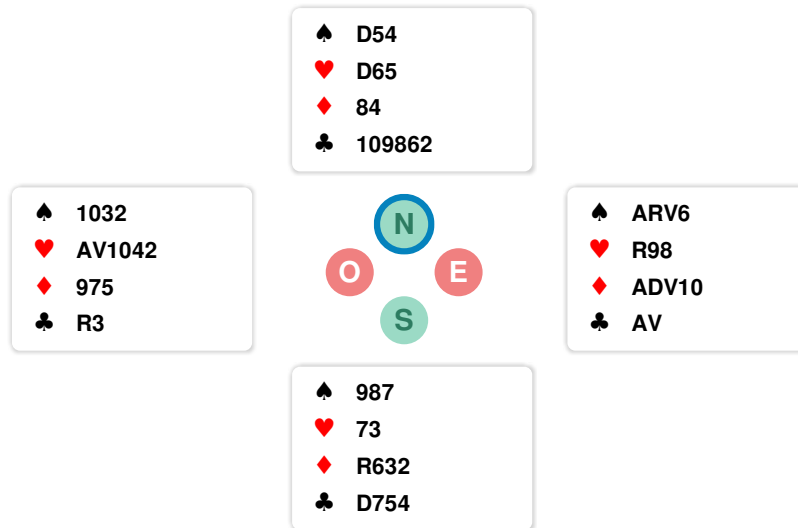 ♠ D54
♥ D65
♦ 84
♣ 109862
♠ 1032
♥ AV1042
♦ 975
♣ R3
N
O E
S
♠ ARV6
♥ R98
♦ ADV10
♣ AV
♠ 987
♥ 73
♦ R632
♣ D754